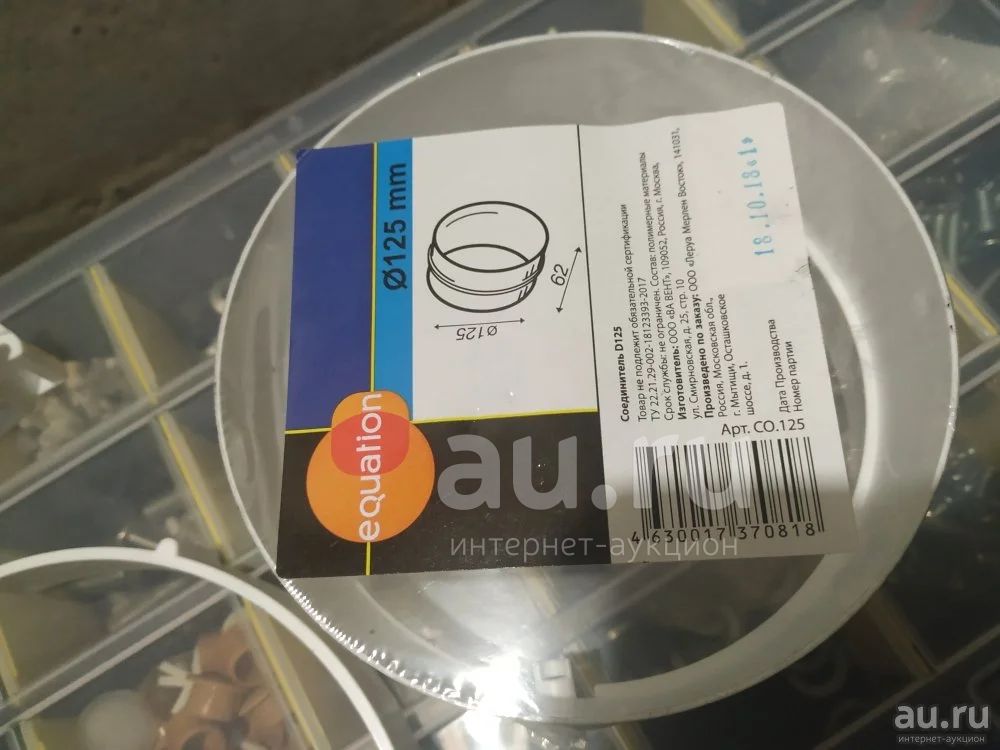 Ø125 mm
Ø125
62
equation
Соединитель D125
Товар не подлежит обязательной сертификации
ТУ 22.21.29-002-18123393-2017
Срок службы: не ограничен. Состав: полимерные материалы
Изготовитель: ООО «ВА ВЕНТ», 109052, Россия, г. Москва,
ул. Смирновская, д. 25, стр. 10
Произведено по заказу: ООО «Леруа Мерлен Восток», 141031,
Россия, Московская обл.,
г. Мытищи, Осташковское
шоссе, д. 1.
Дата Производства
Номер партии
18.10.18«1»
Арт. СО.125
4 630017 370818
au.ru
интернет-аукцион
au.ru
интернет-аукцион